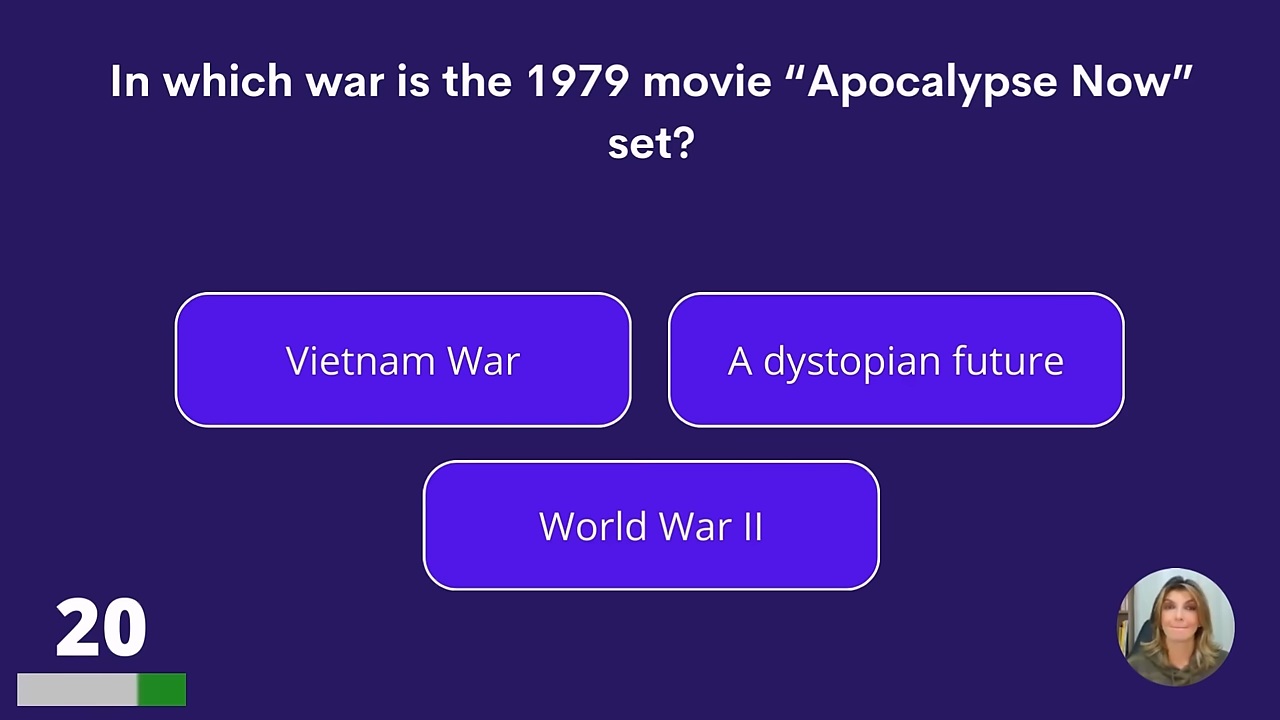 In which war is the 1979 movie “Apocalypse Now”
set?
Vietnam War
A dystopian future
World War II
20